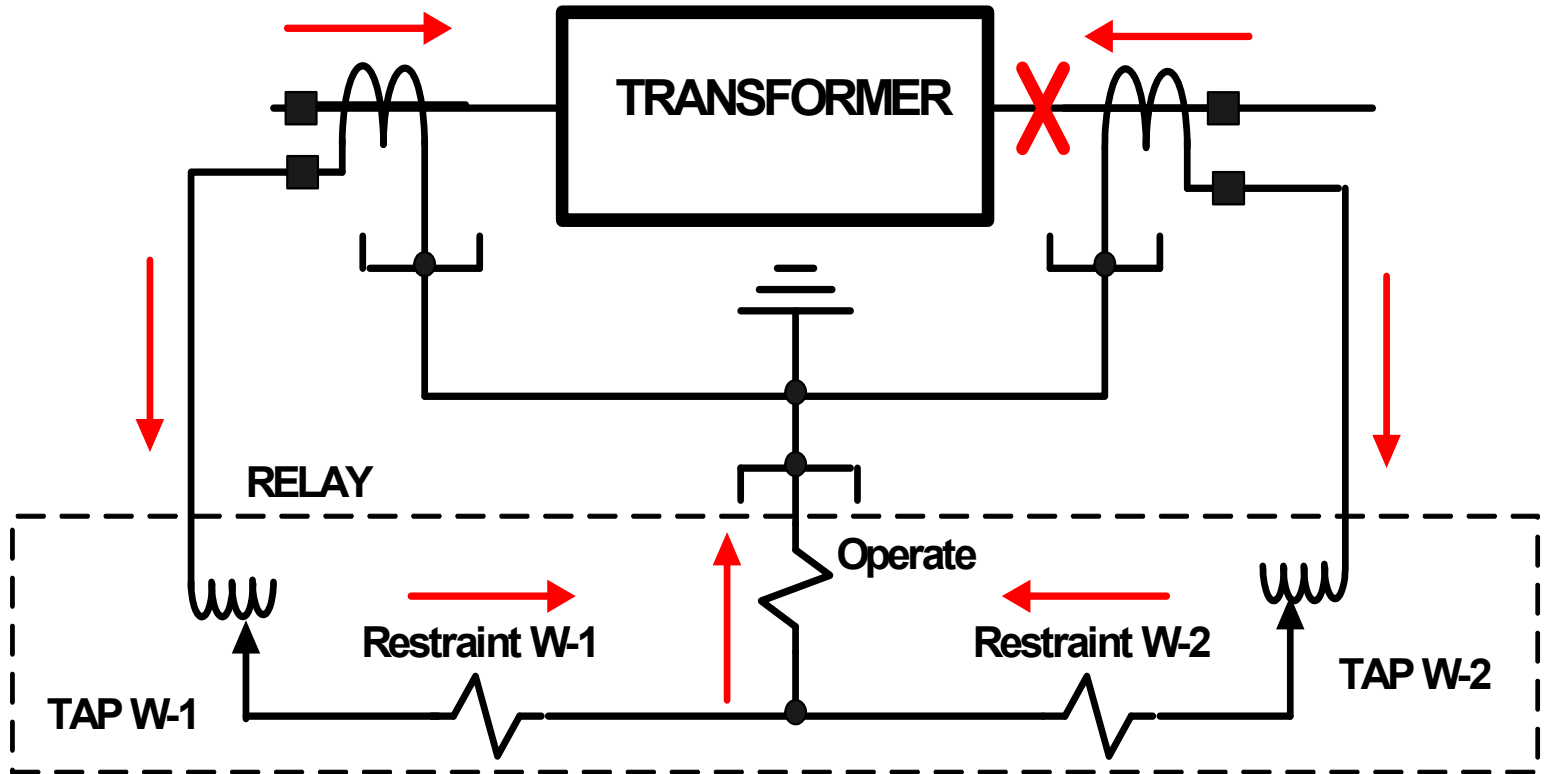 TRANSFORMER
RELAY
Operate
Restraint W-1
Restraint W-2
TAP W-1
TAP W-2